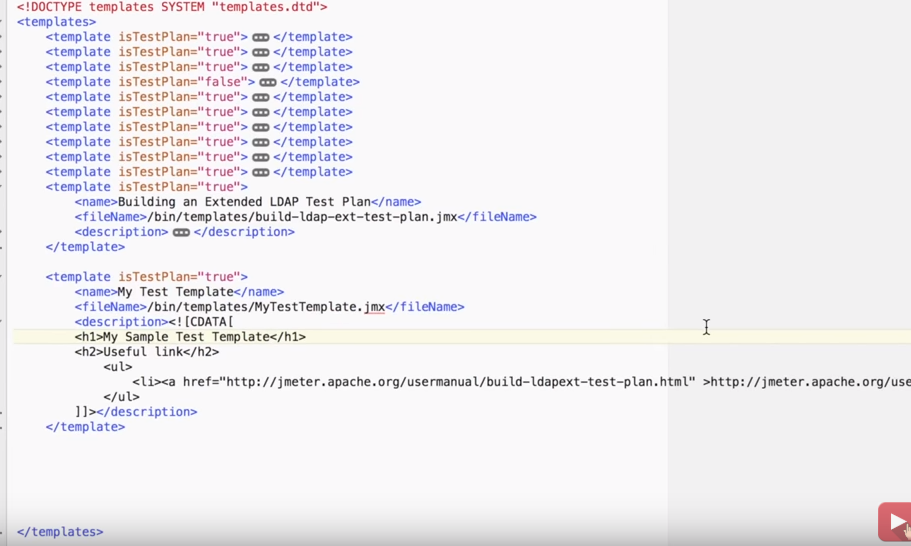 <!DOCTYPE templates SYSTEM "templates.dtd">
<templates>
<template isTestPlan="true"></template>
<template isTestPlan="true"></template>
<template isTestPlan="true"></template>
<template isTestPlan="false"></template>
<template isTestPlan="true"></template>
<template isTestPlan="true"></template>
<template isTestPlan="true"></template>
<template isTestPlan="true"></template>
<template isTestPlan="true"></template>
<template isTestPlan="true"></template>
<template isTestPlan="true">
<name>Building an Extended LDAP Test Plan</name>
<fileName>/bin/templates/build-ldap-ext-test-plan.jmx</fileName>
<description></description>
</template>
<template isTestPlan="true">
<name>My Test Template</name>
<fileName>/bin/templates/MyTestTemplate.jmx</fileName>
<description><![CDATA[
<h1>My Sample Test Template</h1>
<h2>Useful link</h2>
<ul>
<li><a href="http://jmeter.apache.org/usermanual/build-ldapext-test-plan.html" >http://jmeter.apache.org/use
</ul>
]]></description>
</template>
</templates>